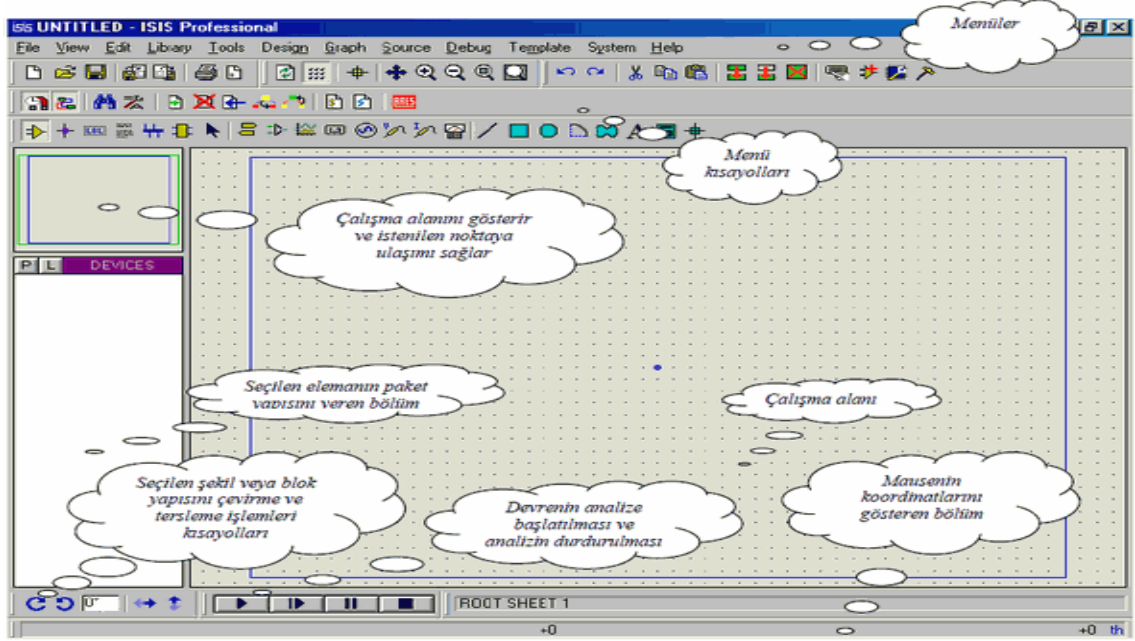 isis UNTITLED - ISIS Professional
Menüler
File View Edit Library Tools Design Graph Source Debug Template System Help
Menü
kısayolları
Çalışma alanını gösterir
ve istenilen noktaya
ulaşımı sağlar
P L DEVICES
Seçilen elemanın paket
yapısını veren bölüm
Çalışma alanı
Seçilen şekil veya blok
yapısını çevirme ve
tersleme işlemleri
kısayolları
Devrenin analize
başlatılması ve
analizin durdurulması
Mausenin
koordinatlarını
gösteren bölüm
ROOT SHEET 1
+0 +0 th